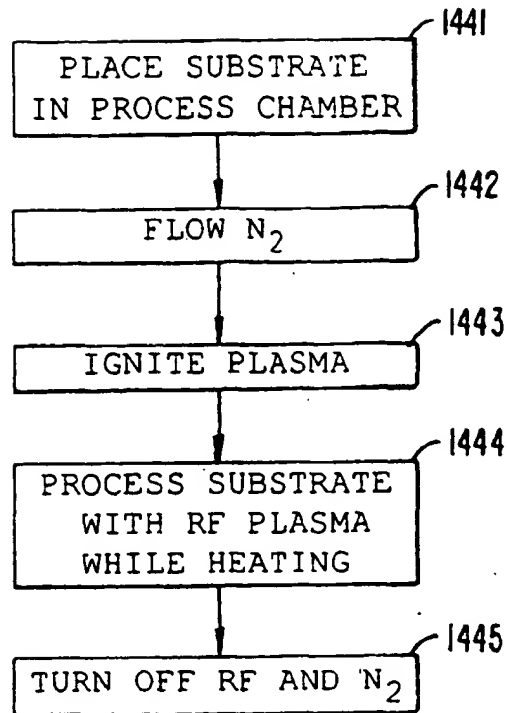 1441
PLACE SUBSTRATE
IN PROCESS CHAMBER
1442
FLOW N2
1443
IGNITE PLASMA
1444
PROCESS SUBSTRATE
WITH RF PLASMA
WHILE HEATING
1445
TURN OFF RF AND N2